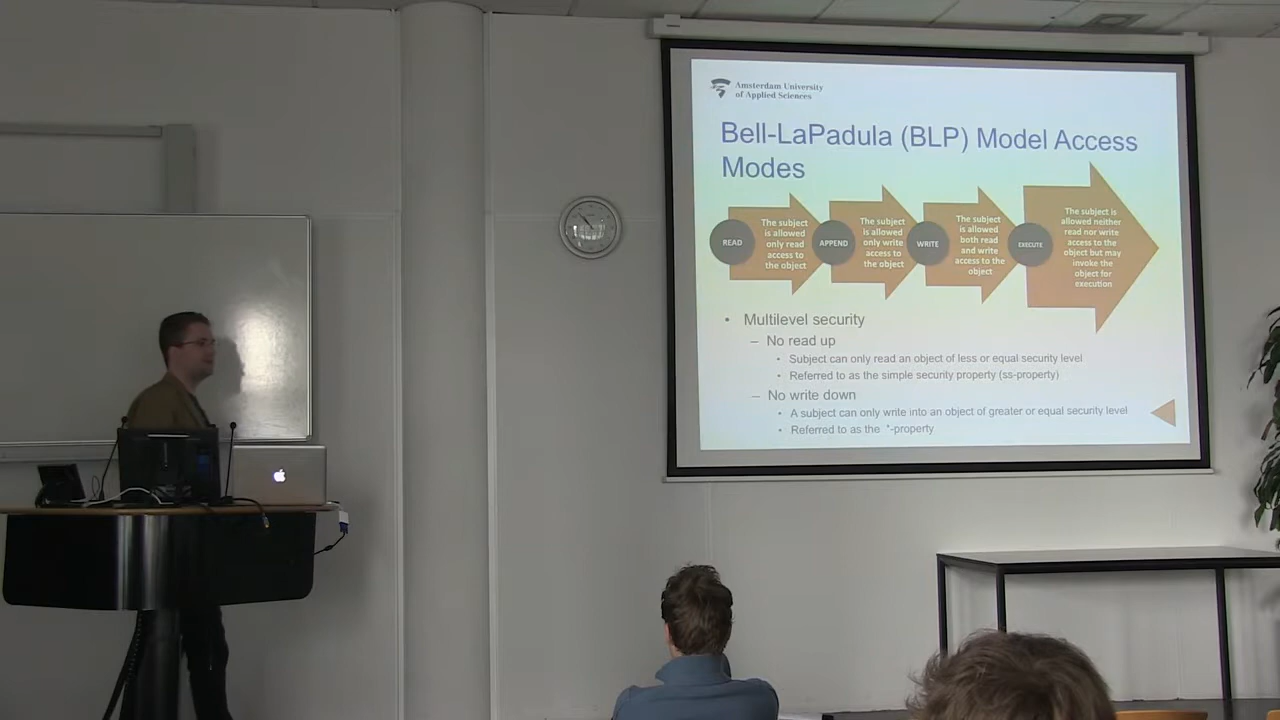 Amsterdam University
of Applied Sciences
Bell-LaPadula (BLP) Model Access
Modes
READ
The subject
is allowed
only read
access to
the object
APPEND
The subject
is allowed
only write
access to
the object
WRITE
The subject
is allowed
both read
and write
access to the
object
EXECUTE
The subject is
allowed neither
read nor write
access to the
object but may
invoke the
object for
execution
• Multilevel security
– No read up
• Subject can only read an object of less or equal security level
• Referred to as the simple security property (ss-property)
– No write down
• A subject can only write into an object of greater or equal security level
• Referred to as the *-property